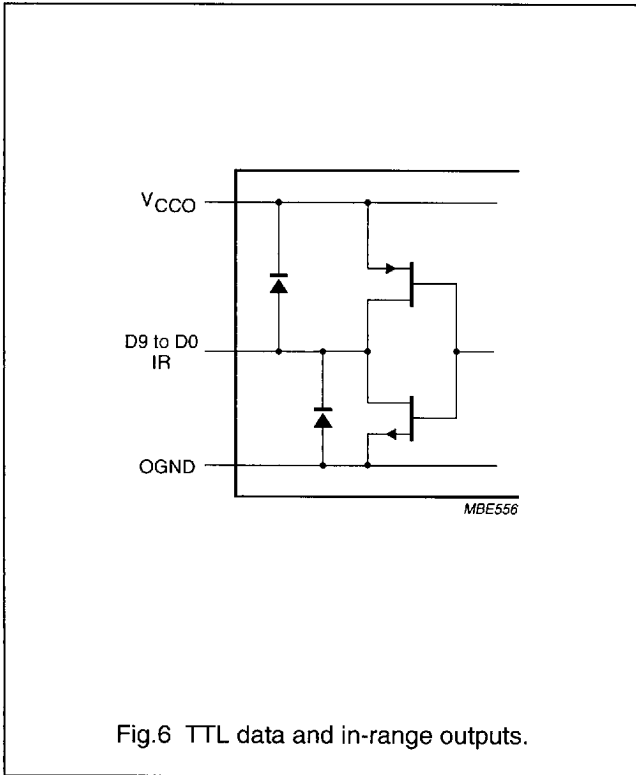 VCCO
D9 to D0
IR
OGND
MBE556
Fig.6 TTL data and in-range outputs.